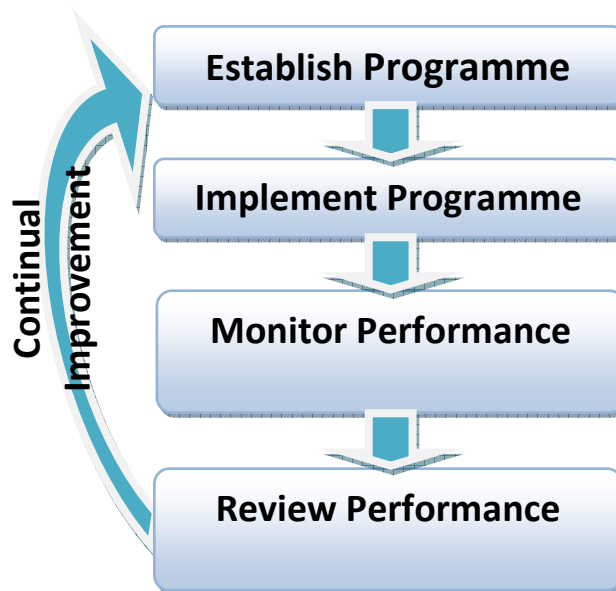 Establish Programme
Implement Programme
Monitor Performance
Review Performance
Continual
Improvement